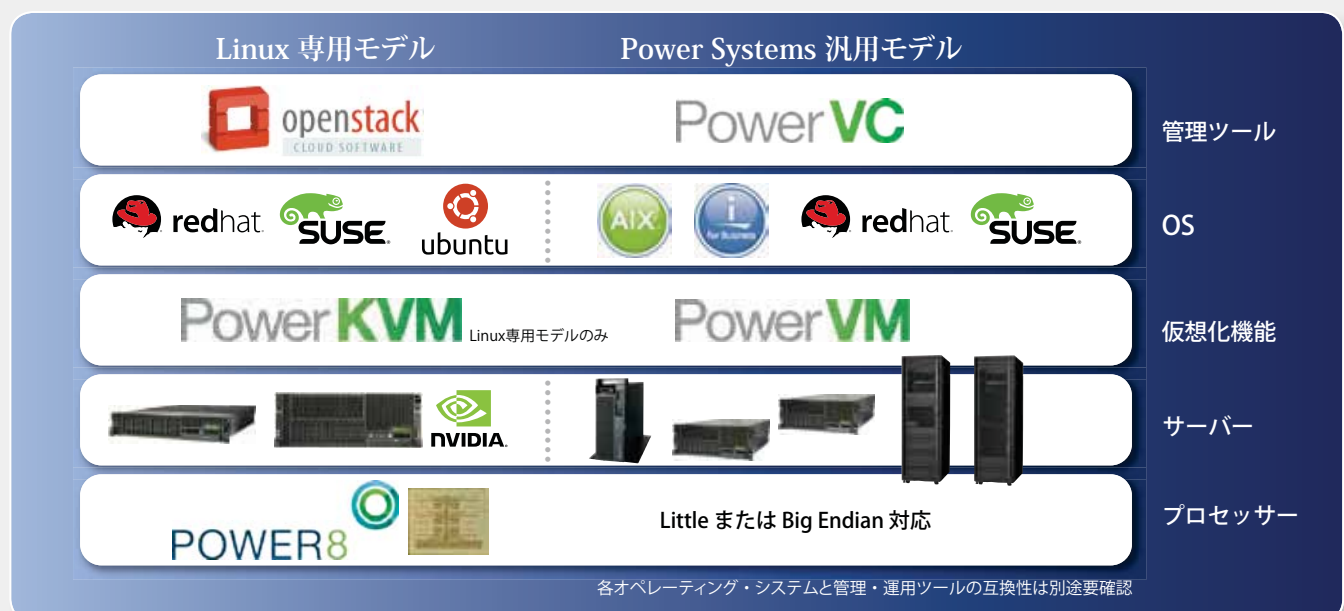 Linux 専用モデル
Power Systems 汎用モデル
openstack
CLOUD SOFTWARE
PowerVC
管理ツール
redhat.
SUSE.
ubuntu
AIX
i
for Business
redhat.
SUSE.
OS
PowerKVM
Linux専用モデルのみ
PowerVM
仮想化機能
NVIDIA.
サーバー
POWER8
Little または Big Endian 対応
プロセッサー
各オペレーティング・システムと管理・運用ツールの互換性は別途要確認